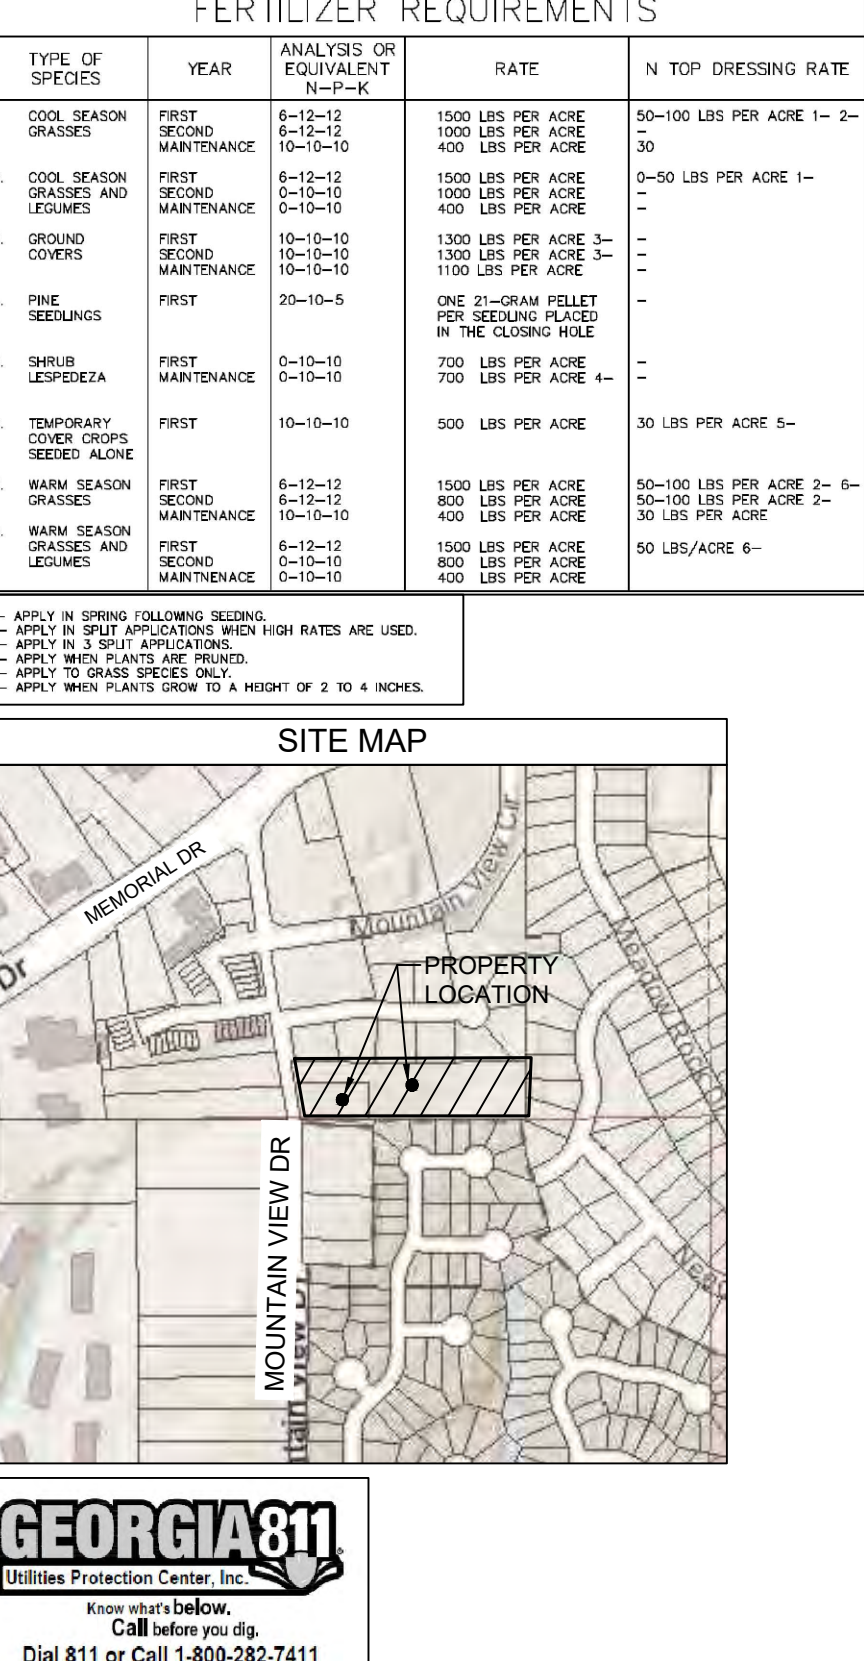 FERTILIZER REQUIREMENTS
TYPE OF SPECIES YEAR ANALYSIS OR EQUIVALENT N-P-K RATE N TOP DRESSING RATE
COOL SEASON FIRST 6-12-12 1500 LBS PER ACRE 50-100 LBS PER ACRE 1- 2-
GRASSES SECOND 6-12-12 1000 LBS PER ACRE -
MAINTENANCE 10-10-10 400 LBS PER ACRE 30
. COOL SEASON FIRST 6-12-12 1500 LBS PER ACRE 0-50 LBS PER ACRE 1-
GRASSES AND SECOND 0-10-10 1000 LBS PER ACRE -
LEGUMES MAINTENANCE 0-10-10 400 LBS PER ACRE -
. GROUND FIRST 10-10-10 1300 LBS PER ACRE 3- -
COVERS SECOND 10-10-10 1300 LBS PER ACRE 3- -
MAINTENANCE 10-10-10 1100 LBS PER ACRE -
. PINE FIRST 20-10-5 ONE 21-GRAM PELLET -
SEEDLINGS PER SEEDLING PLACED
IN THE CLOSING HOLE
. SHRUB FIRST 0-10-10 700 LBS PER ACRE -
LESPEDEZA MAINTENANCE 0-10-10 700 LBS PER ACRE 4- -
. TEMPORARY FIRST 10-10-10 500 LBS PER ACRE 30 LBS PER ACRE 5-
COVER CROPS
SEEDED ALONE
. WARM SEASON FIRST 6-12-12 1500 LBS PER ACRE 50-100 LBS PER ACRE 2- 6-
GRASSES SECOND 6-12-12 800 LBS PER ACRE 50-100 LBS PER ACRE 2-
MAINTENANCE 10-10-10 400 LBS PER ACRE 30 LBS PER ACRE
. WARM SEASON
GRASSES AND FIRST 6-12-12 1500 LBS PER ACRE 50 LBS/ACRE 6-
LEGUMES SECOND 0-10-10 800 LBS PER ACRE
MAINTNENACE 0-10-10 400 LBS PER ACRE
- APPLY IN SPRING FOLLOWING SEEDING.
- APPLY IN SPLIT APPLICATIONS WHEN HIGH RATES ARE USED.
- APPLY IN 3 SPLIT APPLICATIONS.
- APPLY WHEN PLANTS ARE PRUNED.
- APPLY TO GRASS SPECIES ONLY.
- APPLY WHEN PLANTS GROW TO A HEIGHT OF 2 TO 4 INCHES.
SITE MAP
MEMORIAL DR
Dr
Mountain View Cir
PROPERTY
LOCATION
MOUNTAIN VIEW DR
tain View Dr
GEORGIA811
Utilities Protection Center, Inc.
Know what's below.
Call before you dig.
Dial 811 or Call 1-800-282-7411